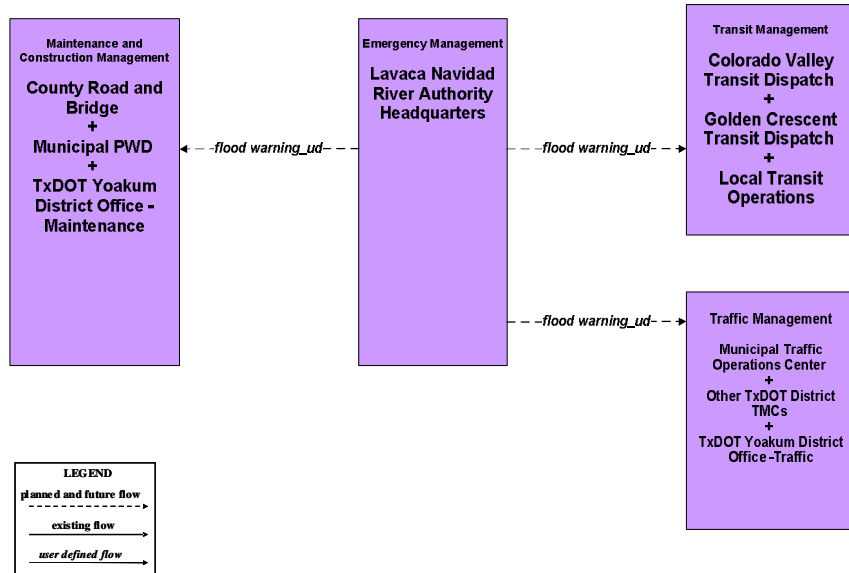 Maintenance and
Construction Management
County Road and
Bridge
+
Municipal PWD
+
TxDOT Yoakum
District Office -
Maintenance
flood warning_ud
Emergency Management
Lavaca Navidad
River Authority
Headquarters
flood warning_ud
Transit Management
Colorado Valley
Transit Dispatch
+
Golden Crescent
Transit Dispatch
+
Local Transit
Operations
flood warning_ud
Traffic Management
Municipal Traffic
Operations Center
+
Other TxDOT District
TMCs
+
TxDOT Yoakum District
Office -Traffic
LEGEND
planned and future flow
existing flow
user defined flow